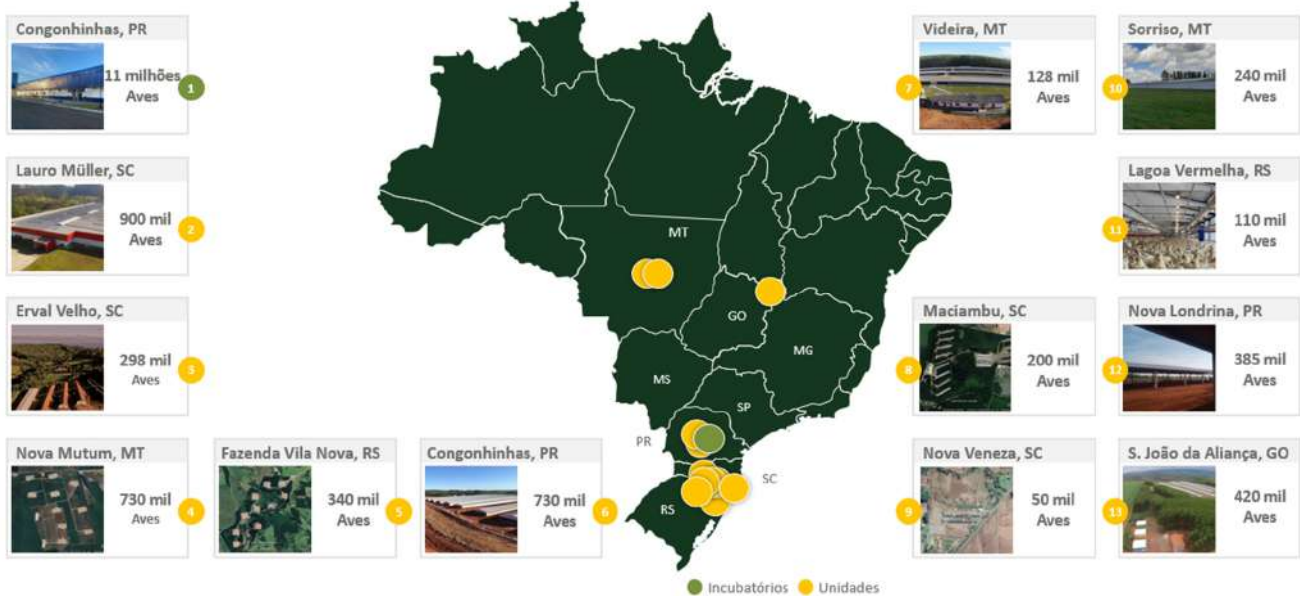 Congonhinhas, PR
11 milhões
Aves
1
Lauro Müller, SC
900 mil
Aves
2
Erval Velho, SC
298 mil
Aves
3
Nova Mutum, MT
730 mil
Aves
4
Fazenda Vila Nova, RS
340 mil
Aves
5
Congonhinhas, PR
730 mil
Aves
6
MT
GO
MG
MS
SP
PR
SC
RS
Videira, MT
128 mil
Aves
7
Maciambu, SC
200 mil
Aves
8
Nova Veneza, SC
50 mil
Aves
9
Sorriso, MT
240 mil
Aves
10
Lagoa Vermelha, RS
110 mil
Aves
11
Nova Londrina, PR
385 mil
Aves
12
S. João da Aliança, GO
420 mil
Aves
13
Incubatórios
Unidades